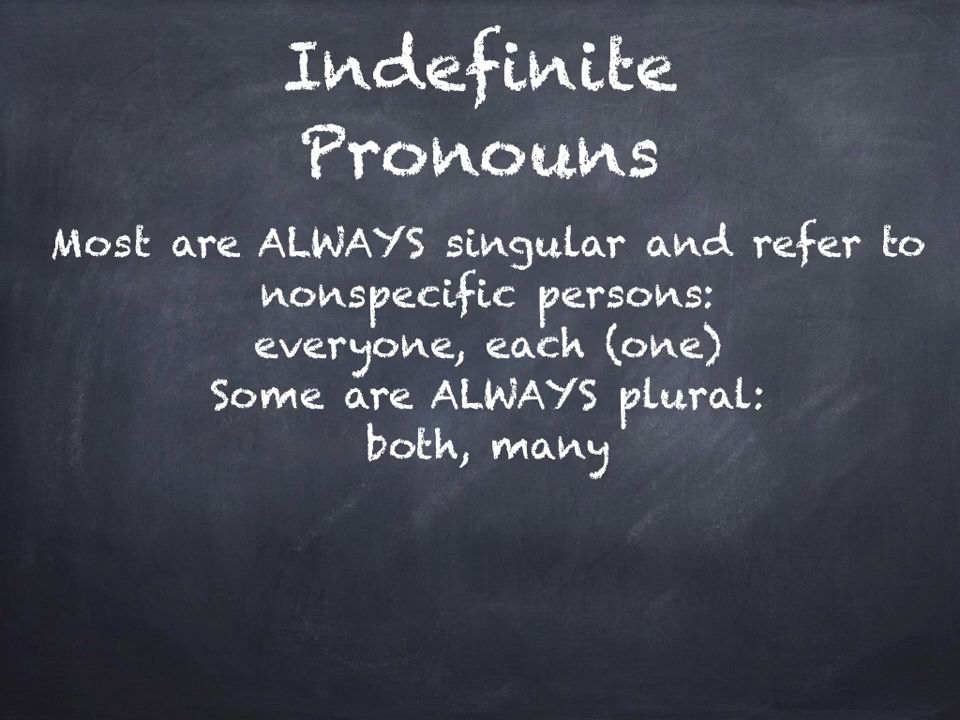 Indefinite
Pronouns
Most are ALWAYS singular and refer to
nonspecific persons:
everyone, each (one)
Some are ALWAYS plural:
both, many